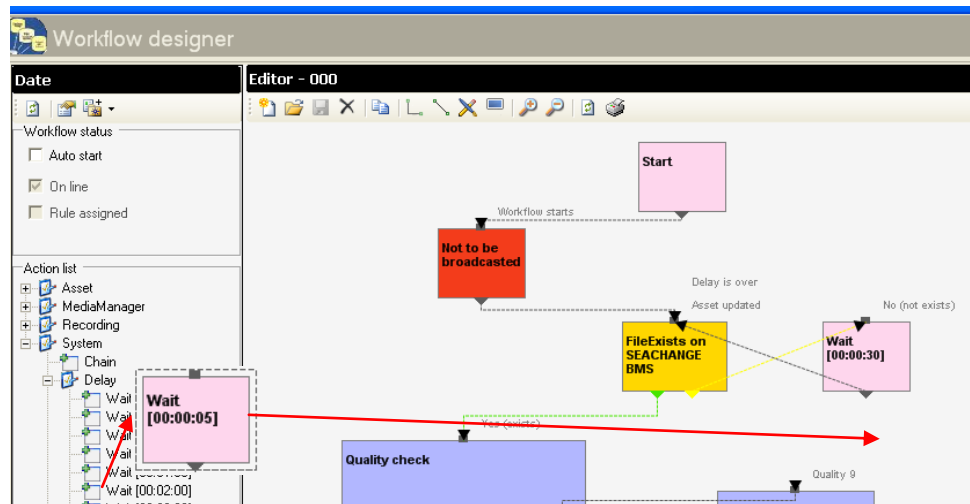 Workflow designer
Date
Editor - 000
Workflow status
Auto start
On line
Rule assigned
Action list
Asset
MediaManager
Recording
System
Chain
Delay
Wait
Wait
Wait
Wait
Wait
Wait [00:02:00]
Wait
[00:00:05]
Start
Workflow starts
Not to be
broadcasted
Delay is over
Asset updated
No (not exists)
FileExists on
SEACHANGE
BMS
Wait
[00:00:30]
Yes (exists)
Quality check
Quality 9